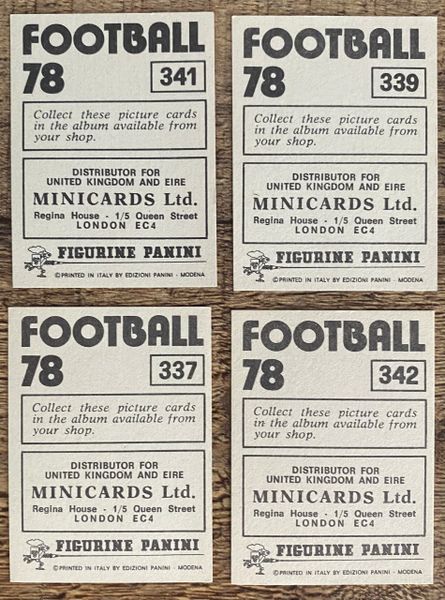 FOOTBALL
78 341
Collect these picture cards
in the album available from
your shop.
DISTRIBUTOR FOR
UNITED KINGDOM AND EIRE
MINICARDS Ltd.
Regina House - 1/5 Queen Street
LONDON EC4
FIGURINE PANINI
©PRINTED IN ITALY BY EDIZIONI PANINI - MODENA
FOOTBALL
78 339
Collect these picture cards
in the album available from
your shop.
DISTRIBUTOR FOR
UNITED KINGDOM AND EIRE
MINICARDS Ltd.
Regina House - 1/5 Queen Street
LONDON EC4
FIGURINE PANINI
©PRINTED IN ITALY BY EDIZIONI PANINI - MODENA
FOOTBALL
78 337
Collect these picture cards
in the album available from
your shop.
DISTRIBUTOR FOR
UNITED KINGDOM AND EIRE
MINICARDS Ltd.
Regina House - 1/5 Queen Street
LONDON EC4
FIGURINE PANINI
©PRINTED IN ITALY BY EDIZIONI PANINI - MODENA
FOOTBALL
78 342
Collect these picture cards
in the album available from
your shop.
DISTRIBUTOR FOR
UNITED KINGDOM AND EIRE
MINICARDS Ltd.
Regina House - 1/5 Queen Street
LONDON EC4
FIGURINE PANINI
©PRINTED IN ITALY BY EDIZIONI PANINI - MODENA